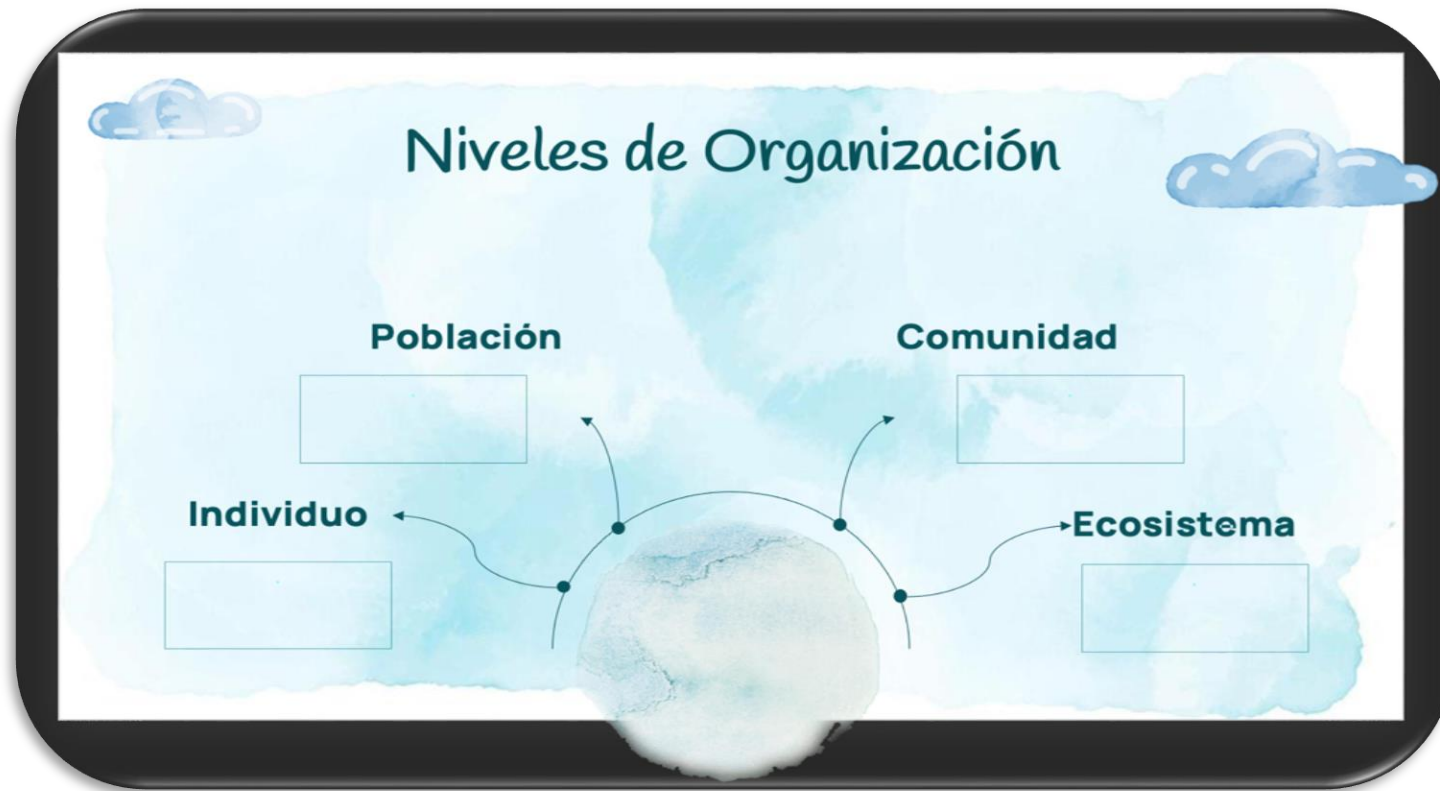 Niveles de Organización
Población
Comunidad
Individuo
Ecosistema